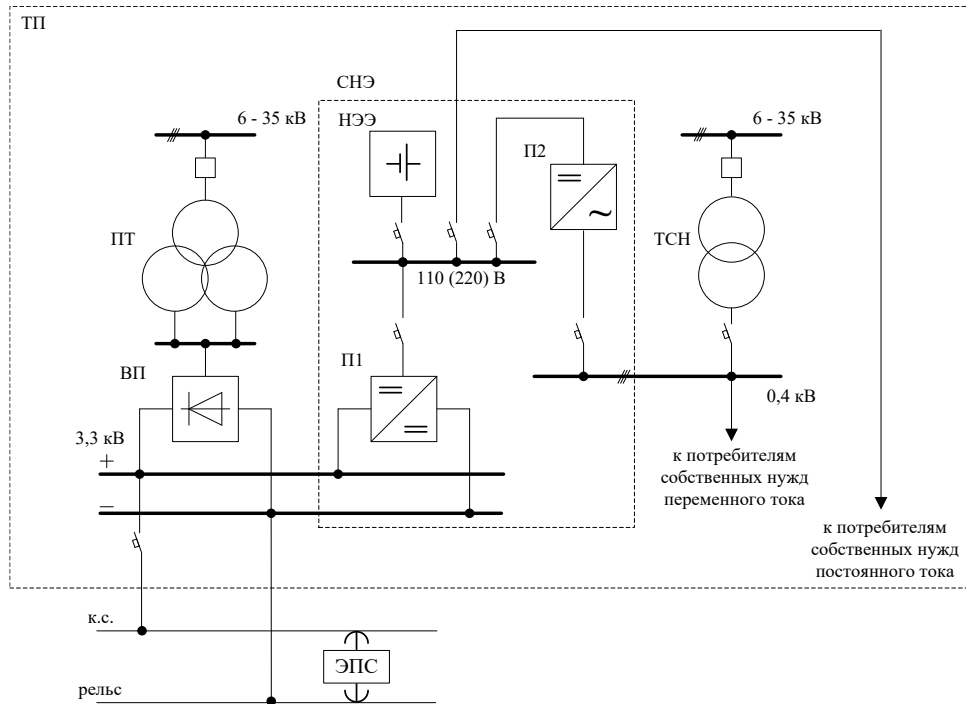 ТП
СНЭ
6 - 35 кВ
НЭЭ
П2
6 - 35 кВ
ПТ
ТСН
110 (220) В
ВП
П1
0,4 кВ
3,3 кВ
+
−
к потребителям
собственных нужд
переменного тока
к потребителям
собственных нужд
постоянного тока
к.с.
ЭПС
рельс